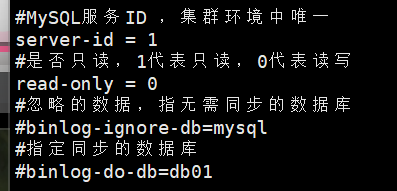 #MySQL服务ID，集群环境中唯一
server-id = 1
#是否只读，1代表只读，0代表读写
read-only = 0
#忽略的数据，指无需同步的数据库
#binlog-ignore-db=mysql
#指定同步的数据库
#binlog-do-db=db01